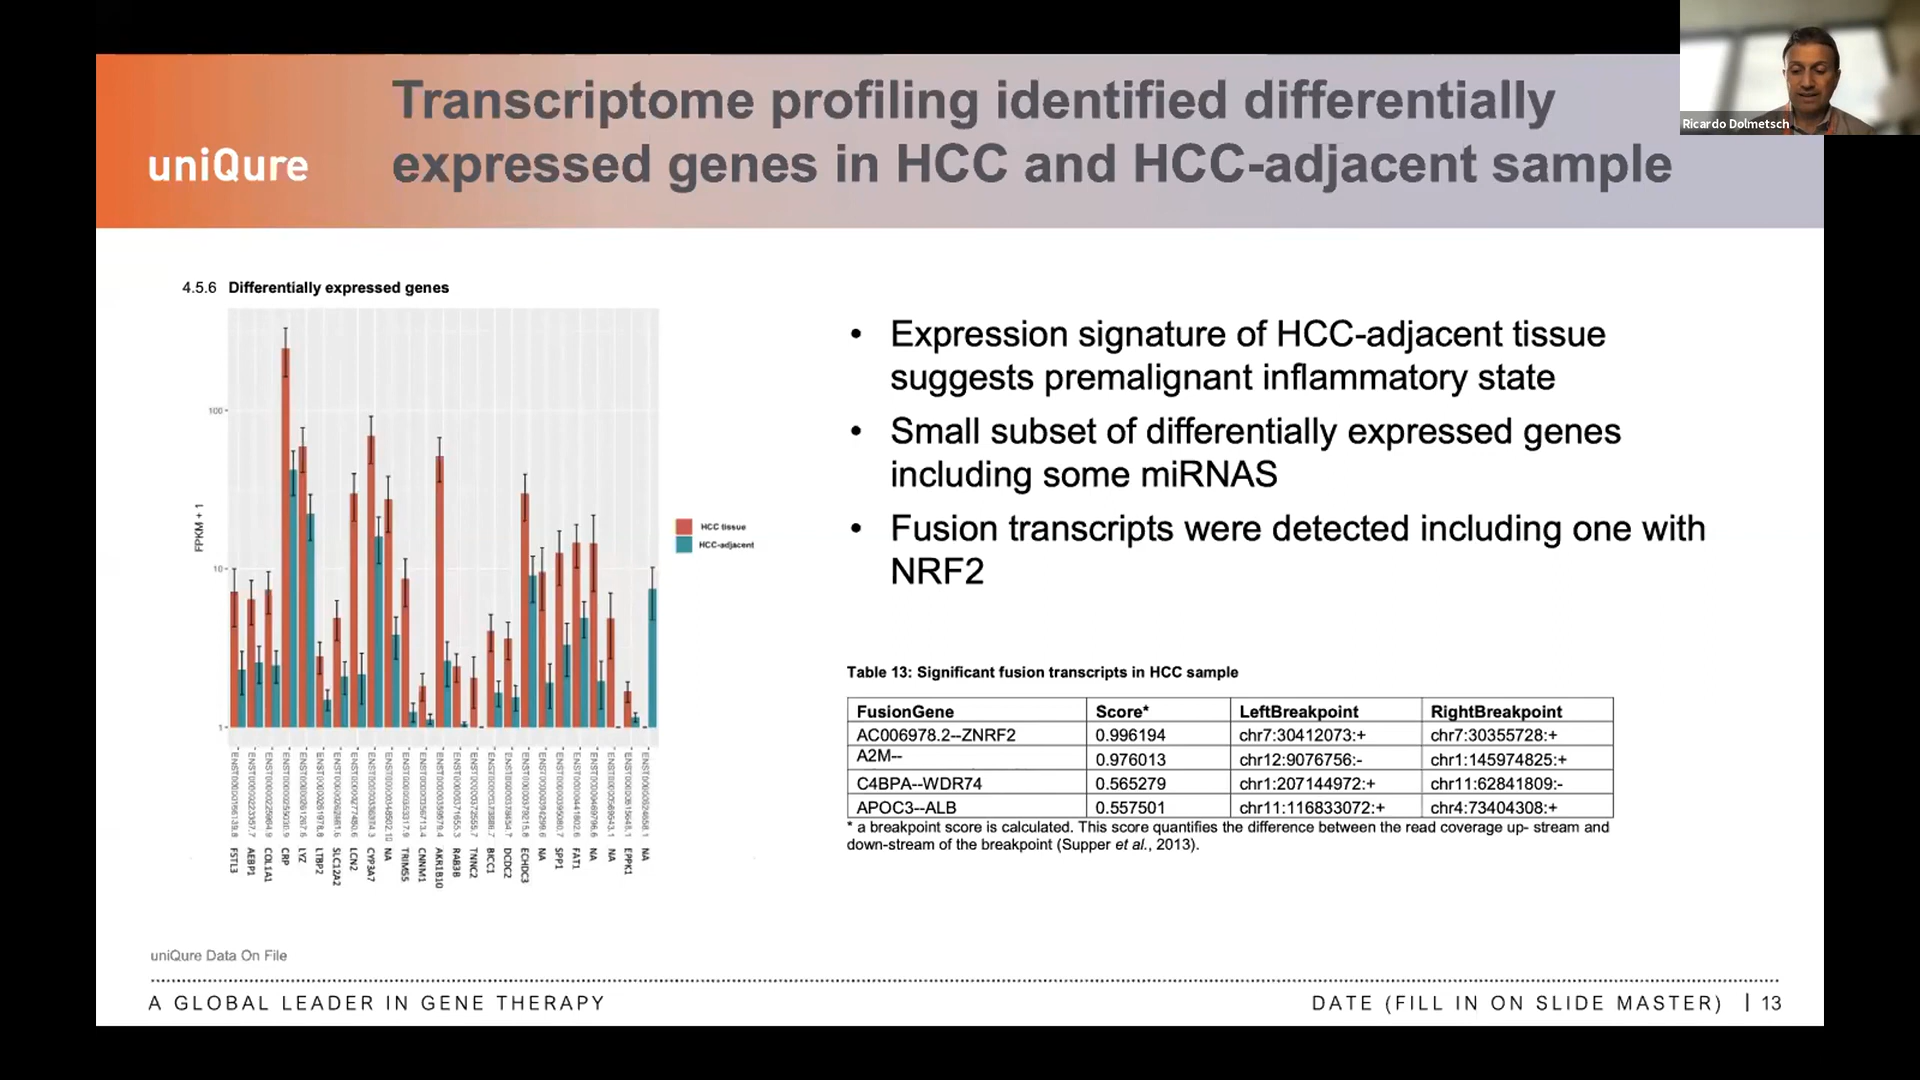 Transcriptome profiling identified differentially
expressed genes in HCC and HCC-adjacent sample
uniQure
Ricardo Dolmetsch
4.5.6 Differentially expressed genes
FPKM + 1
100
10
1
HCC tissue
HCC-adjacent
FSTL3
AEBP1
COL1A1
CRP
LYZ
LTBP2
SLC12A2
LCN2
CYP3A7
NA
TRIM55
CNNM1
AKR1B10
RAB3B
TNNC2
BICC1
DCDC2
ECHDC3
NA
SPP1
FAT1
NA
NA
EPPK1
NA
• Expression signature of HCC-adjacent tissue
suggests premalignant inflammatory state
• Small subset of differentially expressed genes
including some miRNAS
• Fusion transcripts were detected including one with
NRF2
Table 13: Significant fusion transcripts in HCC sample
FusionGene Score* LeftBreakpoint RightBreakpoint
AC006978.2--ZNRF2 0.996194 chr7:30412073:+ chr7:30355728:+
A2M-- 0.976013 chr12:9076756:- chr1:145974825:+
C4BPA--WDR74 0.565279 chr1:207144972:+ chr11:62841809:-
APOC3--ALB 0.557501 chr11:116833072:+ chr4:73404308:+
* a breakpoint score is calculated. This score quantifies the difference between the read coverage up- stream and
down-stream of the breakpoint (Supper et al., 2013).
uniQure Data On File
A GLOBAL LEADER IN GENE THERAPY
DATE (FILL IN ON SLIDE MASTER) | 13